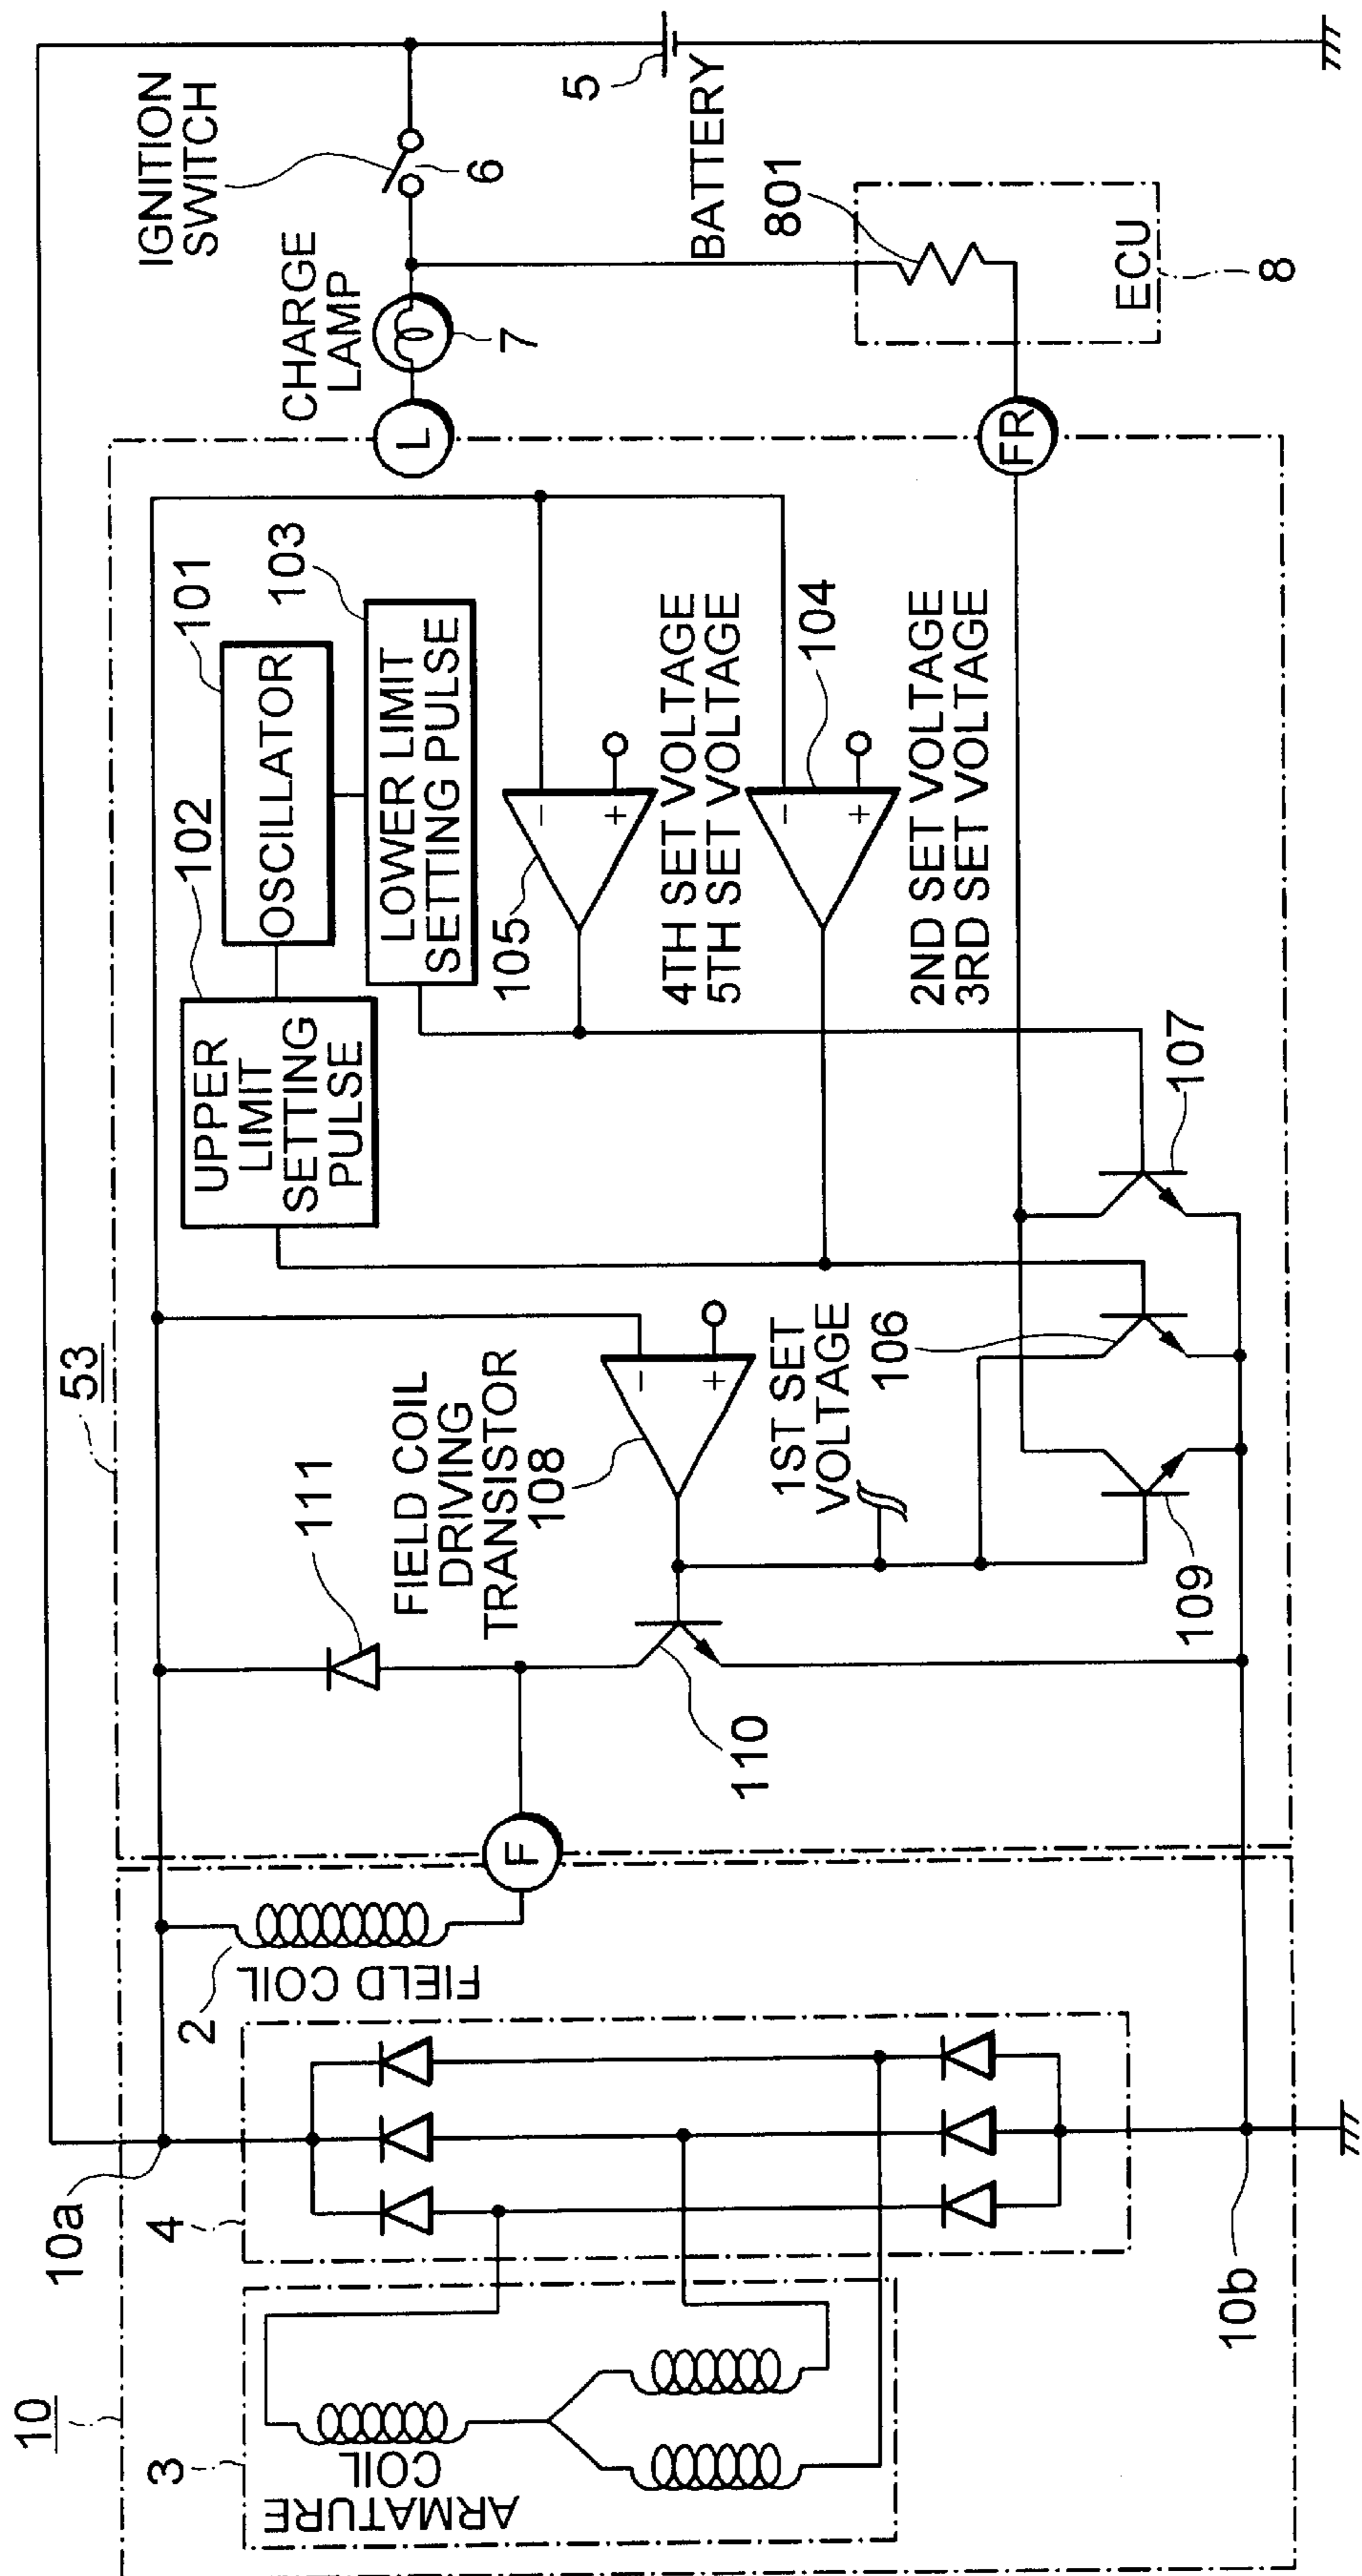 10
10a
4
3
ARMATURE
COIL
10b
2
FIELD COIL
F
53
111
FIELD COIL
DRIVING
TRANSISTOR
108
110
-
+
1ST SET
VOLTAGE
106
109
107
UPPER
LIMIT
SETTING
PULSE
102
OSCILLATOR
101
LOWER LIMIT
SETTING PULSE
103
105
-
+
4TH SET VOLTAGE
5TH SET VOLTAGE
104
-
+
2ND SET VOLTAGE
3RD SET VOLTAGE
L
FR
CHARGE
LAMP
7
IGNITION
SWITCH
6
5
BATTERY
801
ECU
8